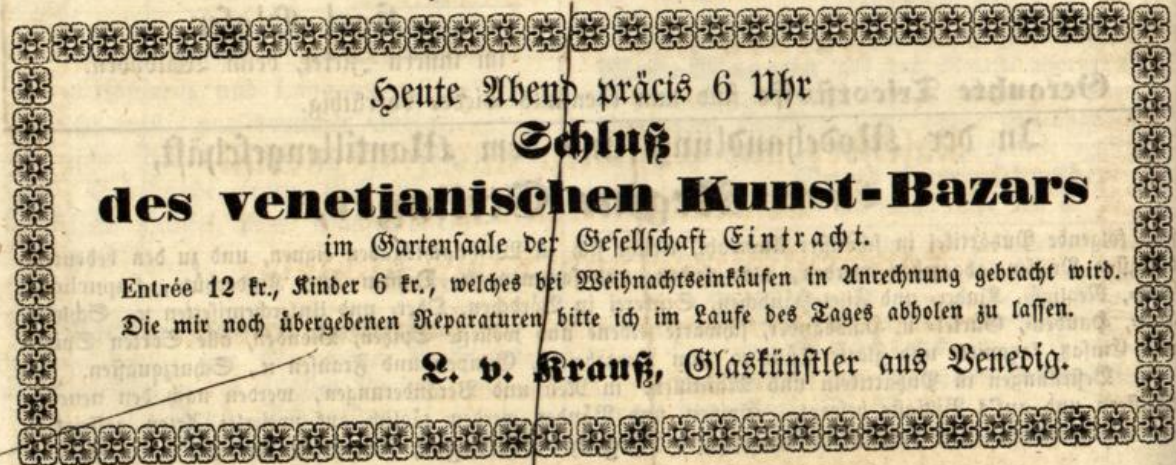 Heute Abend präcis 6 Uhr
Schluß
des venetianischen Kunst-Bazars
im Gartensaale der Gesellschaft Eintracht.
Entrée 12 kr., Kinder 6 kr., welches bei Weihnachtseinkäufen in Anrechnung gebracht wird.
Die mir noch übergebenen Reparaturen bitte ich im Laufe des Tages abholen zu lassen.
L. v. Krauß, Glaskünstler aus Venedig.